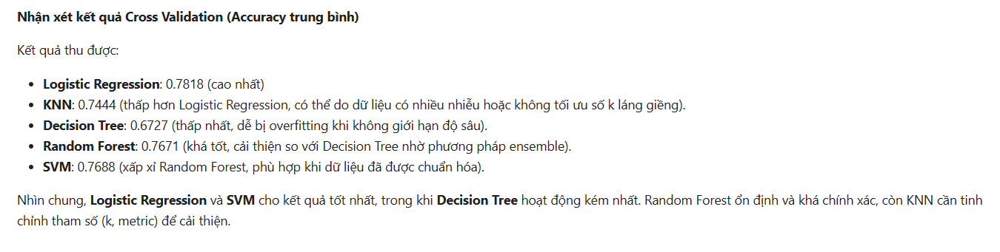 Nhận xét kết quả Cross Validation (Accuracy trung bình)
Kết quả thu được:
• Logistic Regression: 0.7818 (cao nhất)
• KNN: 0.7444 (thấp hơn Logistic Regression, có thể do dữ liệu có nhiều nhiễu hoặc không tối ưu số k láng giềng).
• Decision Tree: 0.6727 (thấp nhất, dễ bị overfitting khi không giới hạn độ sâu).
• Random Forest: 0.7671 (khá tốt, cải thiện so với Decision Tree nhờ phương pháp ensemble).
• SVM: 0.7688 (xấp xỉ Random Forest, phù hợp khi dữ liệu đã được chuẩn hóa).
Nhìn chung, Logistic Regression và SVM cho kết quả tốt nhất, trong khi Decision Tree hoạt động kém nhất. Random Forest ổn định và khá chính xác, còn KNN cần tinh
chỉnh tham số (k, metric) để cải thiện.